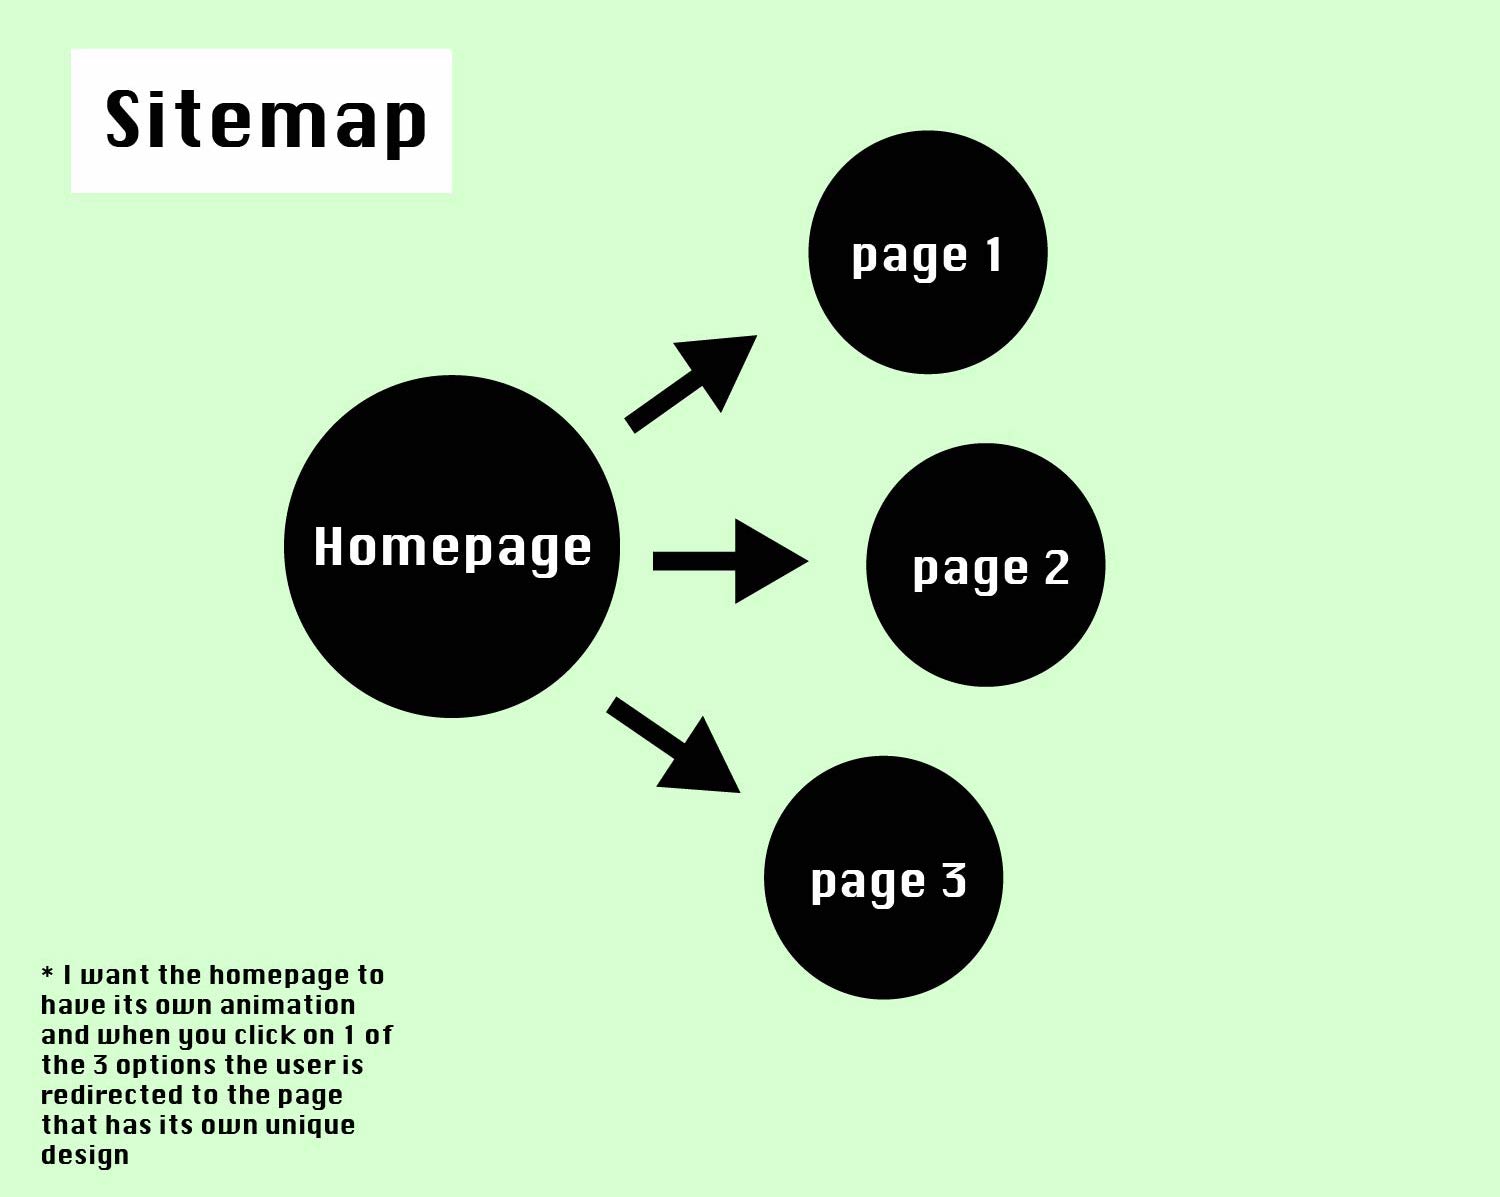 Sitemap
page 1
Homepage
page 2
page 3
* I want the homepage to
have its own animation
and when you click on 1 of
the 3 options the user is
redirected to the page
that has its own unique
design